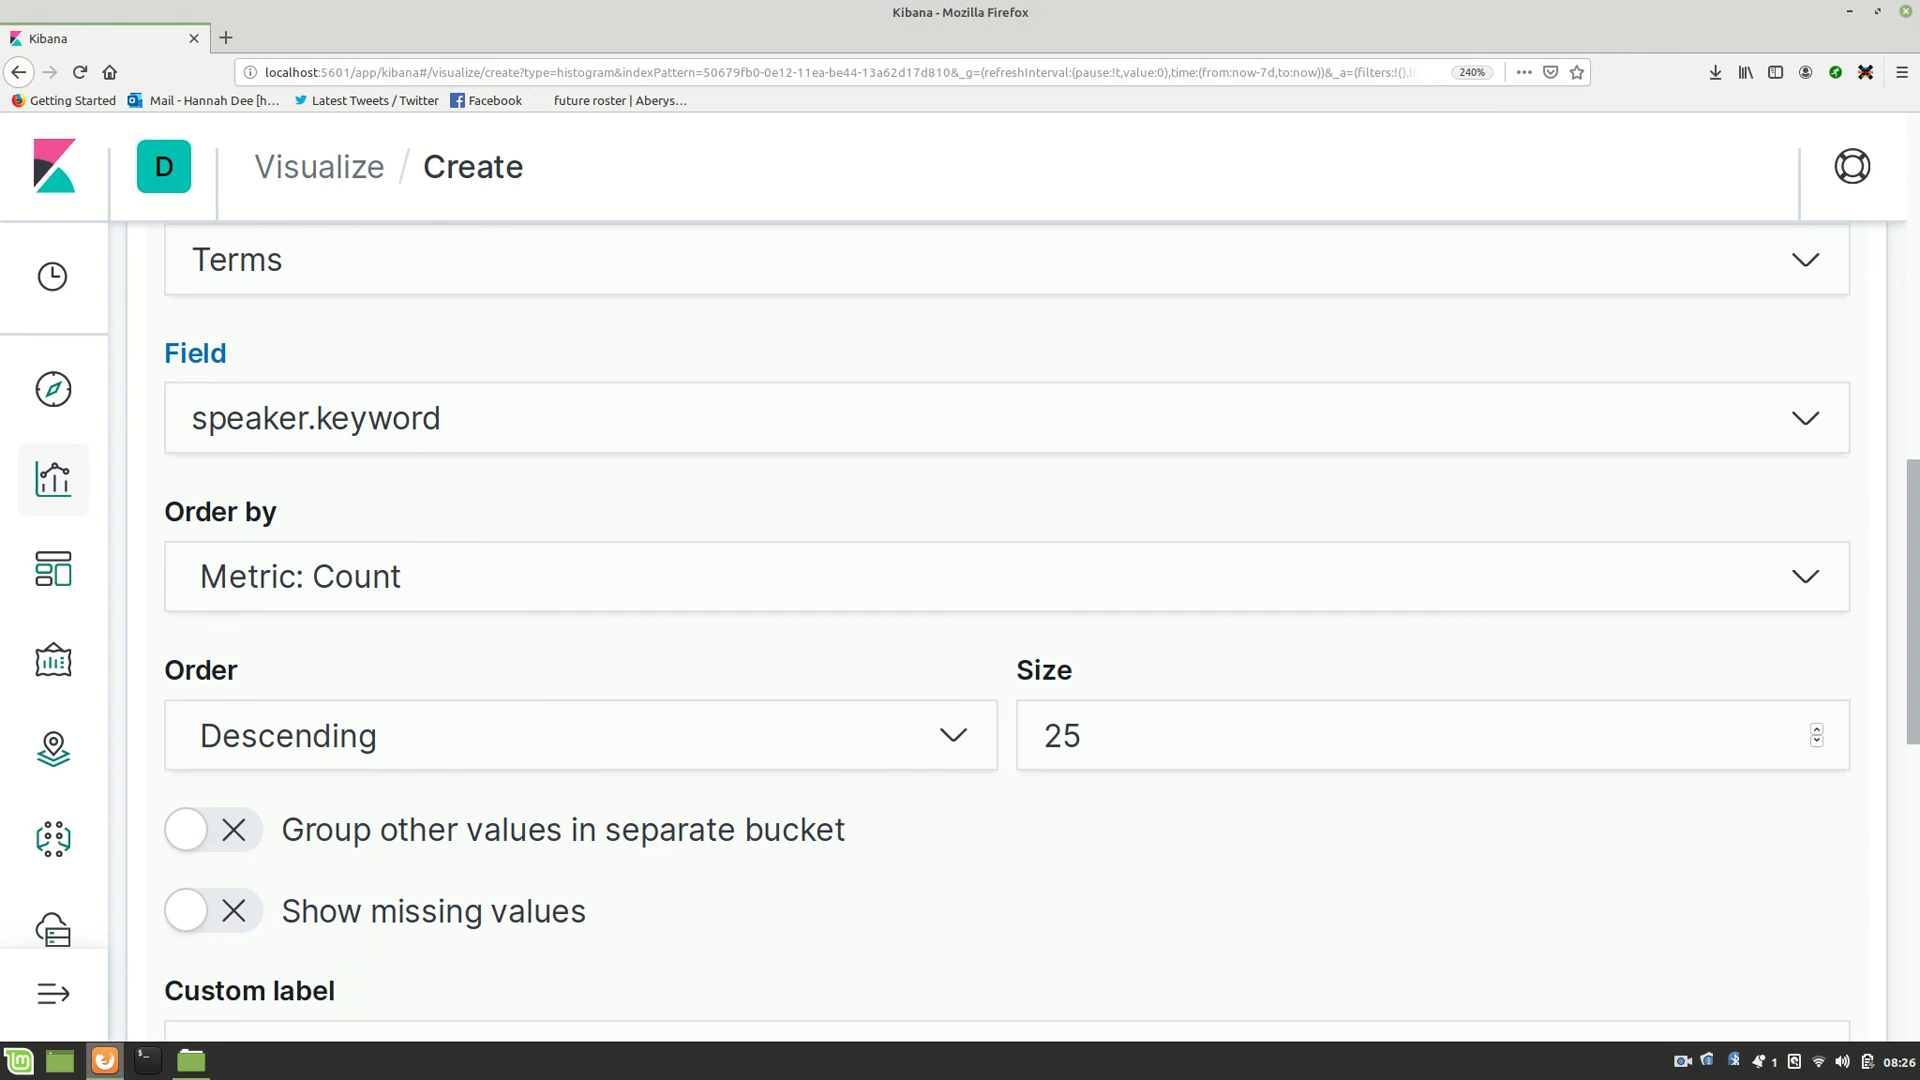 Kibana - Mozilla Firefox
Kibana
localhost:5601/app/kibana#/visualize/create?type=histogram&indexPattern=50679fb0-0e12-11ea-be44-13a62d17d810&_g=(refreshInterval:(pause:!t,value:0),time:(from:now-7d,to:now))&_a=(filters:!(),
240%
Getting Started
Mail - Hannah Dee [h...
Latest Tweets / Twitter
Facebook
future roster | Aberys...
D
Visualize / Create
Terms
Field
speaker.keyword
Order by
Metric: Count
Order
Size
Descending
25
Group other values in separate bucket
Show missing values
Custom label
1
08:26